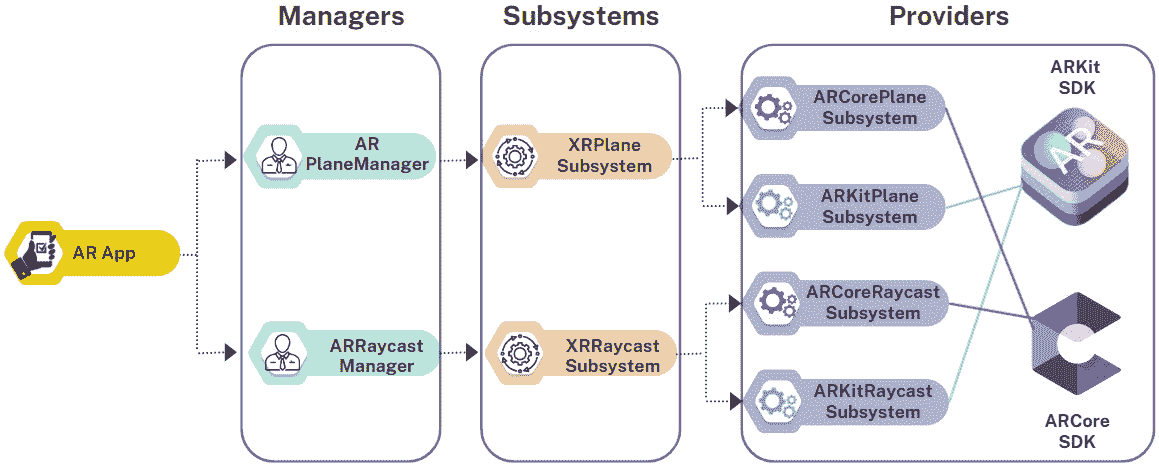 Managers
Subsystems
Providers
AR App
AR
PlaneManager
ARRaycast
Manager
XRPlane
Subsystem
XRRaycast
Subsystem
ARCorePlane
Subsystem
ARKitPlane
Subsystem
ARCoreRaycast
Subsystem
ARKitRaycast
Subsystem
ARKit
SDK
AR
ARCore
SDK